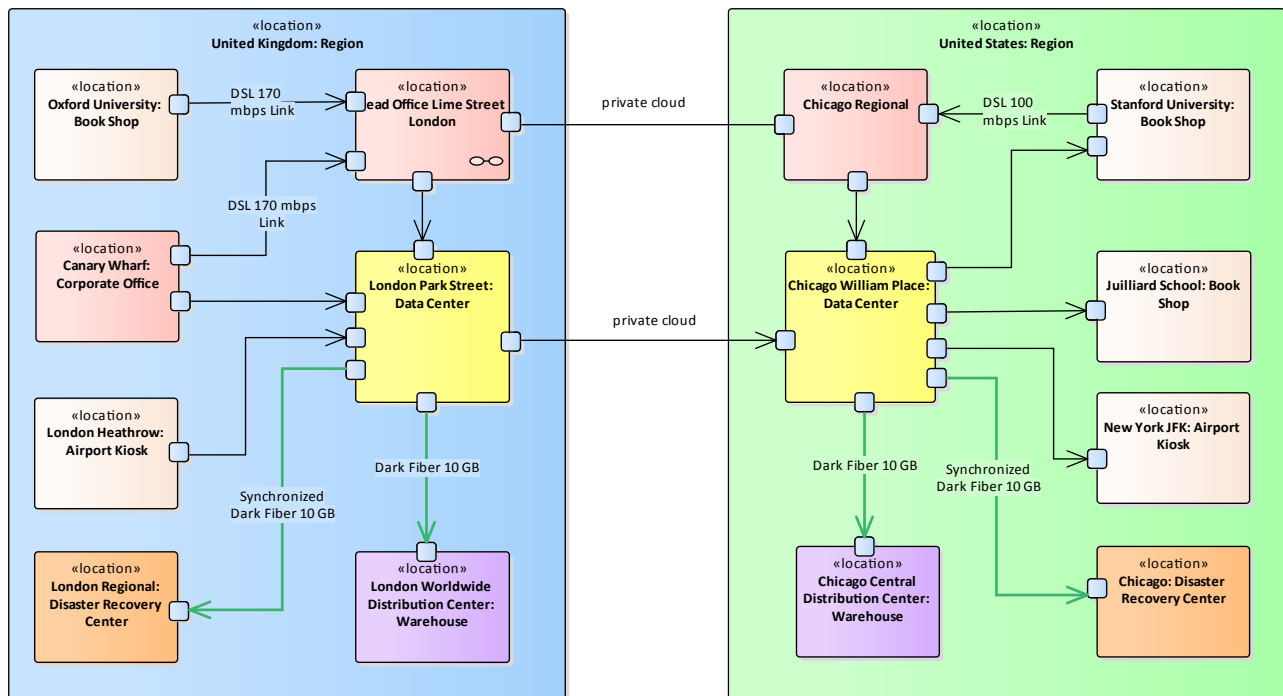 «location»
United Kingdom: Region
«location»
Oxford University:
Book Shop
DSL 170
mbps Link
«location»
ead Office Lime Street
London
DSL 170 mbps
Link
«location»
Canary Wharf:
Corporate Office
«location»
London Park Street:
Data Center
«location»
London Heathrow:
Airport Kiosk
Dark Fiber 10 GB
Synchronized
Dark Fiber 10 GB
«location»
London Regional:
Disaster Recovery
Center
«location»
London Worldwide
Distribution Center:
Warehouse
private cloud
private cloud
«location»
United States: Region
«location»
Chicago Regional
DSL 100
mbps Link
«location»
Stanford University:
Book Shop
«location»
Chicago William Place:
Data Center
«location»
Juilliard School: Book
Shop
«location»
New York JFK: Airport
Kiosk
Dark Fiber 10 GB
Synchronized
Dark Fiber 10 GB
«location»
Chicago Central
Distribution Center:
Warehouse
«location»
Chicago: Disaster
Recovery Center